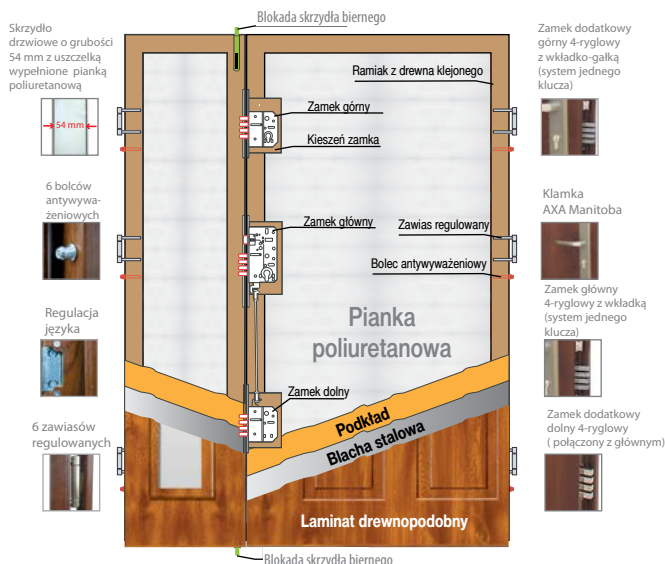 Blokada skrzydła biernego
Skrzydło
drzwiowe o grubości
54 mm z uszczelką
wypełnione pianką
poliuretanową
54 mm
6 bolców
antywywa-
żeniowych
Regulacja
języka
6 zawiasów
regulowanych
Ramiak z drewna klejonego
Zamek górny
Kieszeń zamka
Zamek główny
Zawias regulowany
Bolec antywyważeniowy
Pianka
poliuretanowa
Zamek dolny
Podkład
Blacha stalowa
Laminat drewnopodobny
Blokada skrzydła biernego
Zamek dodatkowy
górny 4-ryglowy
z wkładko-gałką
(system jednego
klucza)
Klamka
AXA Manitoba
Zamek główny
4-ryglowy z wkładką
(system jednego
klucza)
Zamek dodatkowy
dolny 4-ryglowy
( połączony z głównym)